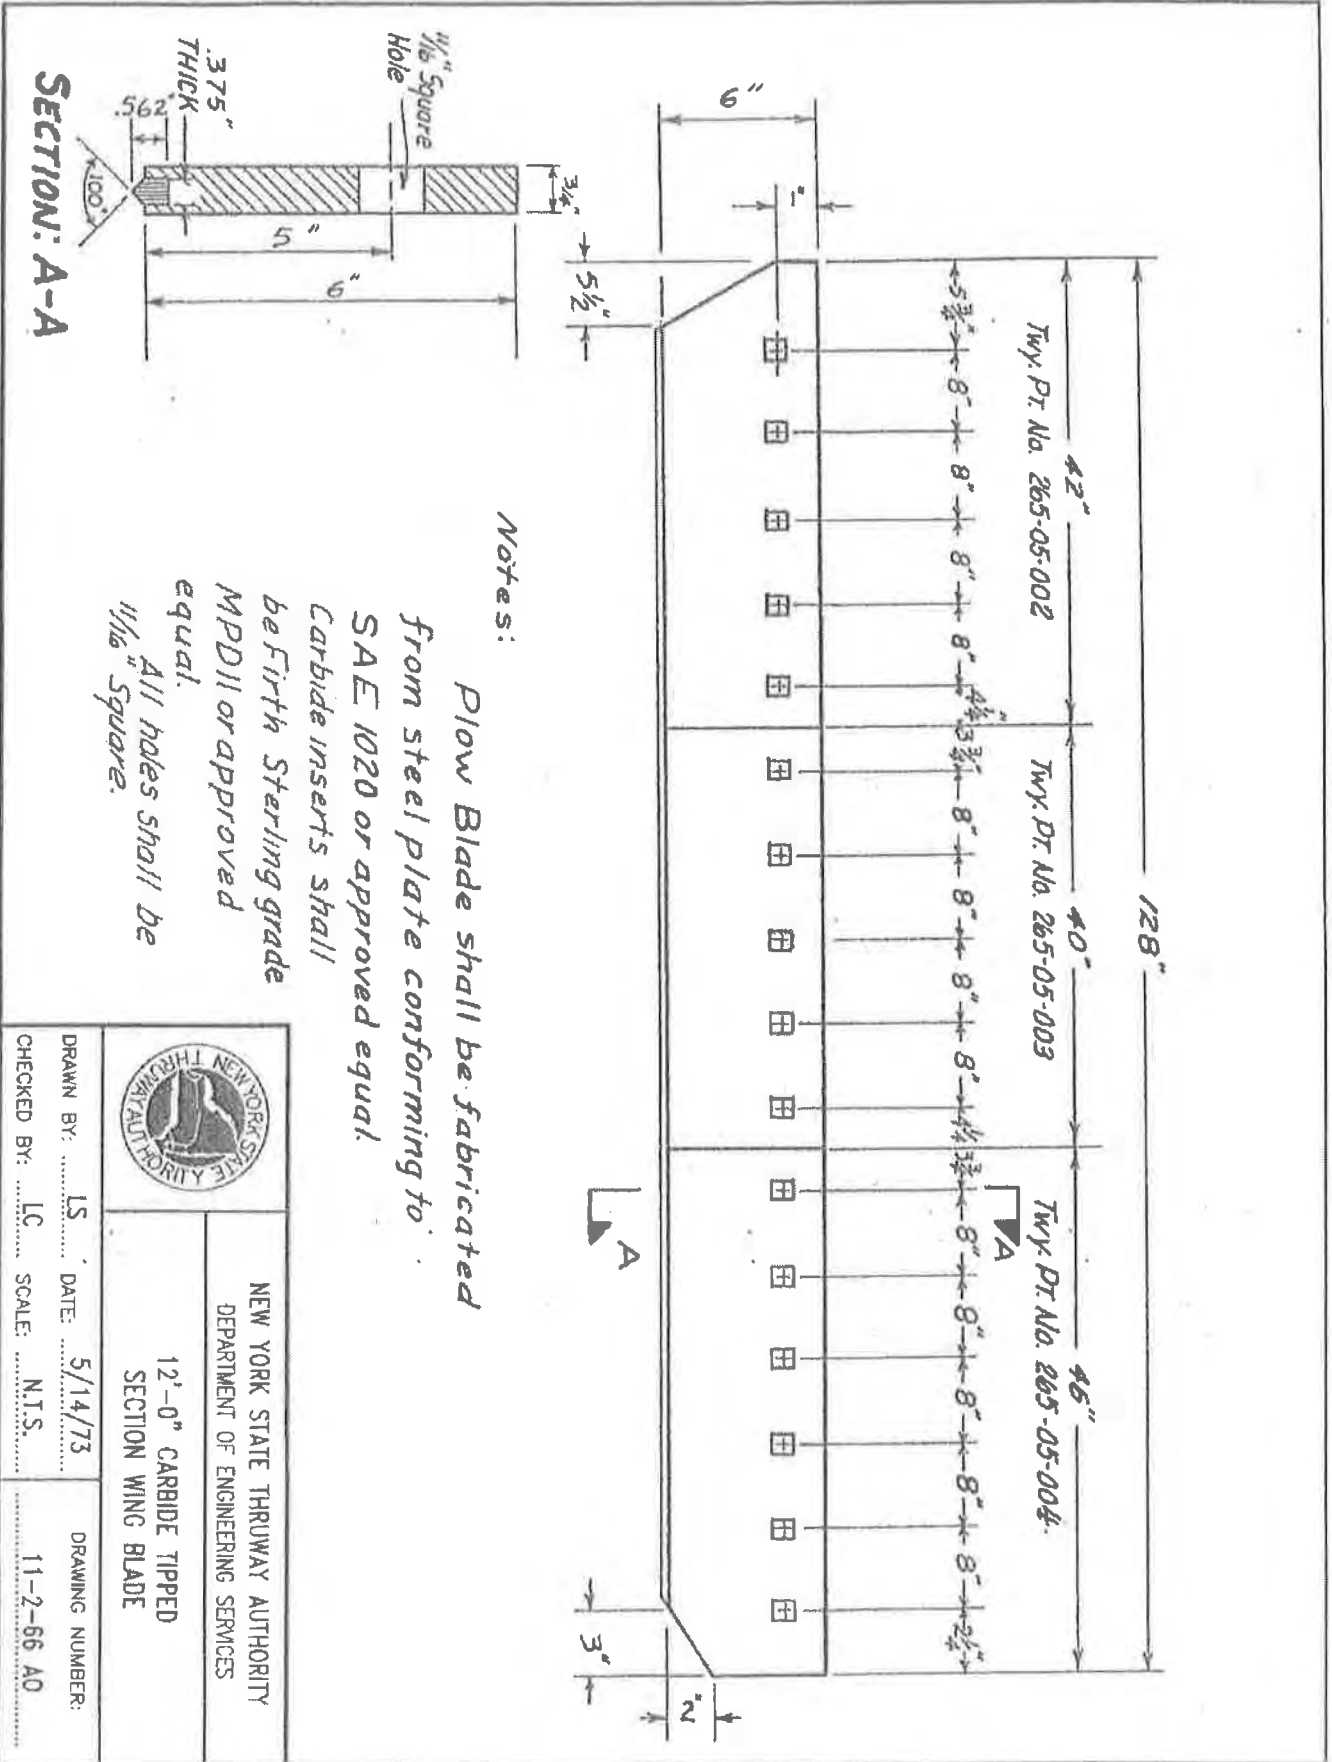 128"
42"
40"
46"
Twy. Pt. No. 265-05-002
Twy. Pt. No. 265-05-003
Twy. Pt. No. 265-05-004
5 3/4" 8" 8" 8" 8" 4 1/4" 3 3/4" 8" 8" 8" 8" 4 1/4 3 3/4" 8" 8" 8" 8" 8"
6"
1"
5 1/2"
A
A
3"
2"
11/16" Square
Hole
.375"
THICK
.562"
100°
3/4"
5"
6"
SECTION: A-A
Notes:
Plow Blade shall be fabricated
from steel plate conforming to
SAE 1020 or approved equal.
Carbide inserts shall
be Firth Sterling grade
MPD11 or approved
equal.
All holes shall be
11/16" Square.
NEW YORK STATE
THRUWAY AUTHORITY
NEW YORK STATE THRUWAY AUTHORITY
DEPARTMENT OF ENGINEERING SERVICES
12'-0" CARBIDE TIPPED
SECTION WING BLADE
DRAWN BY: LS DATE: 5/14/73
CHECKED BY: LC SCALE: N.T.S.
DRAWING NUMBER:
11-2-66 AO